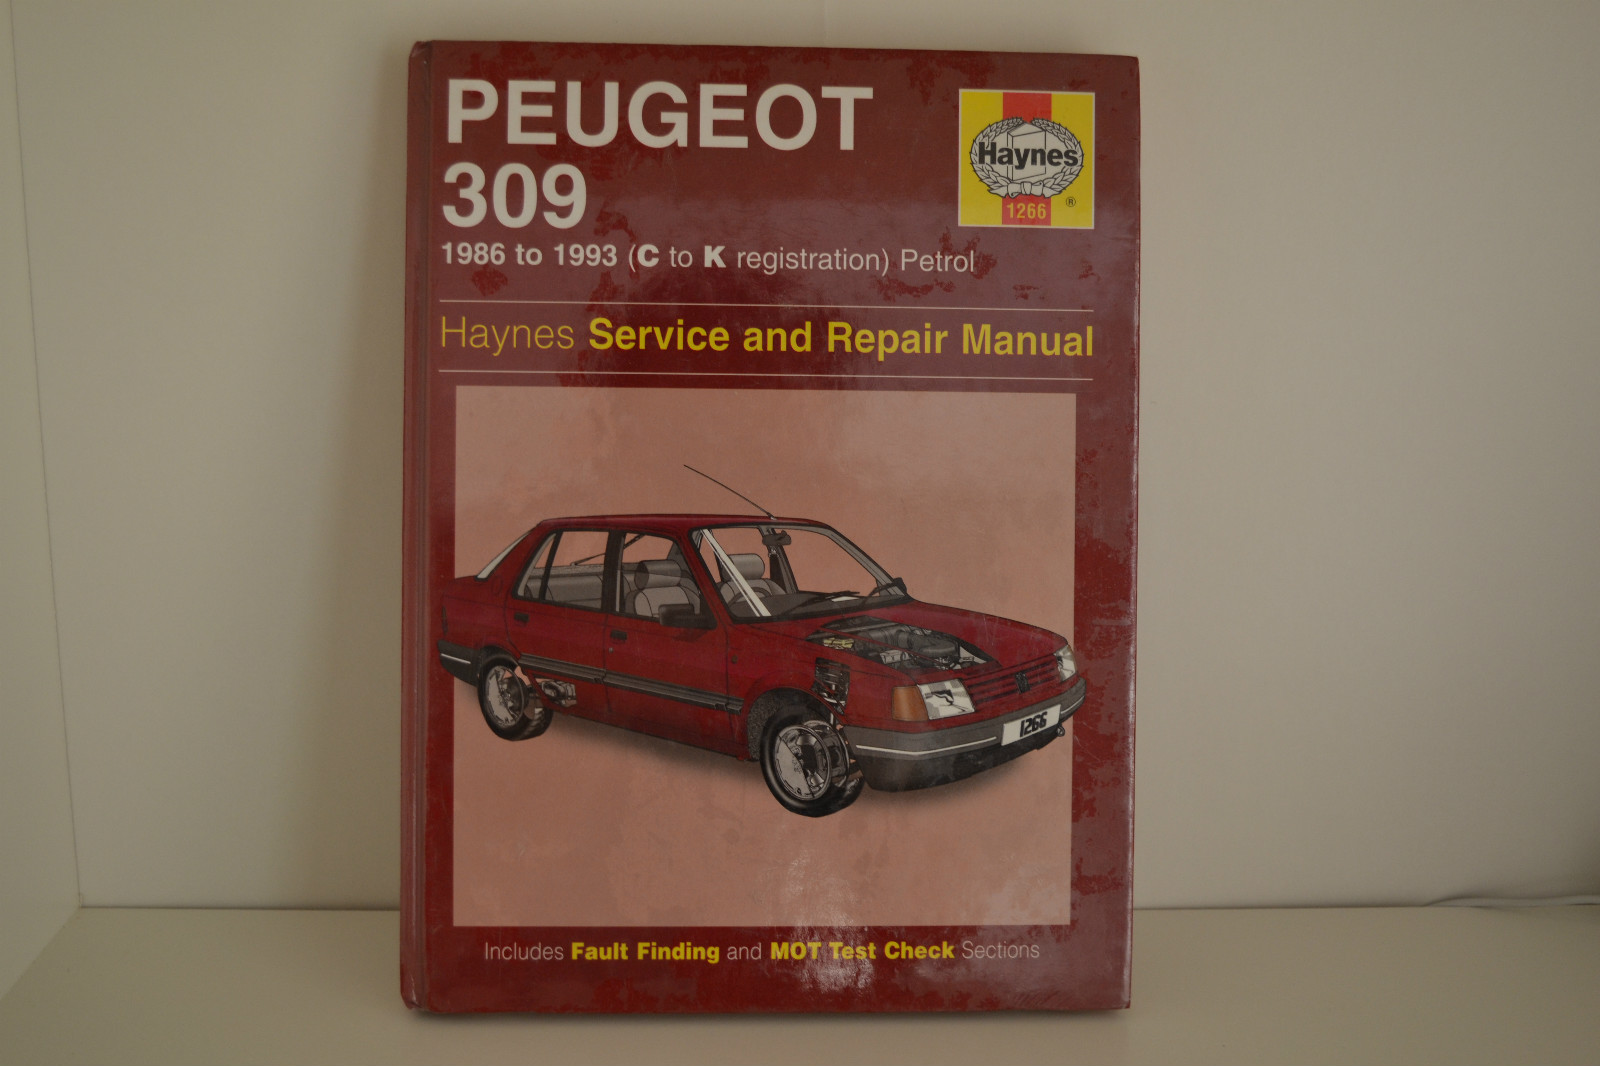 PEUGEOT
309
1986 to 1993 (C to K registration) Petrol
Haynes
1266
®
Haynes Service and Repair Manual
1266
Includes Fault Finding and MOT Test Check Sections